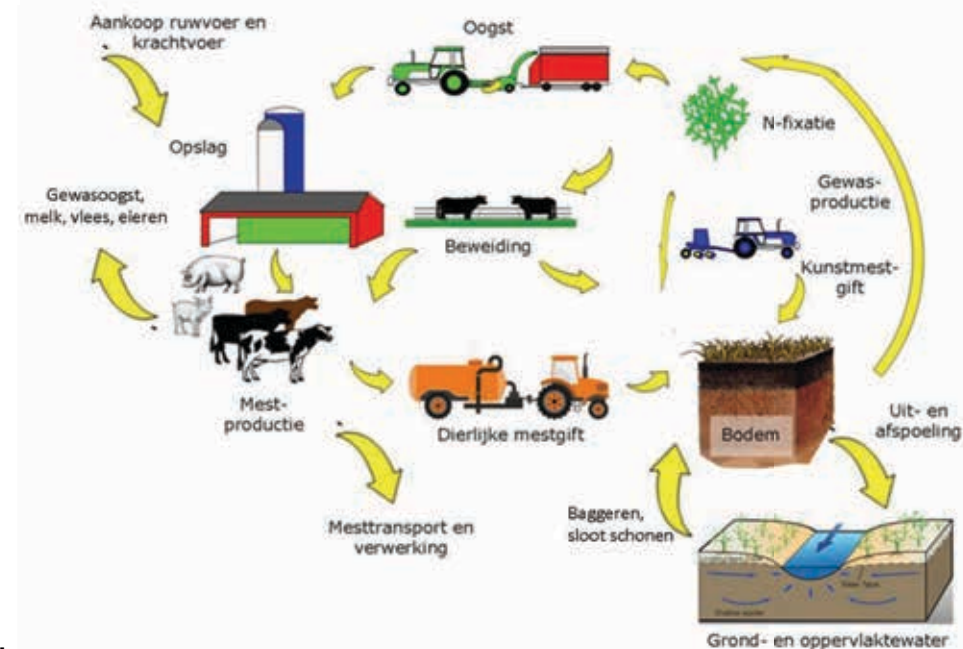 Aankoop ruwvoer en
krachtvoer
Oogst
N-fixatie
Opslag
Gewasoogst,
melk, vlees, eieren
Gewas-
productie
Beweiding
Kunstmest-
gift
Mest-
productie
Dierlijke mestgift
Bodem
Uit- en
afspoeling
Baggeren,
sloot schonen
Mesttransport en
verwerking
Grond- en oppervlaktewater